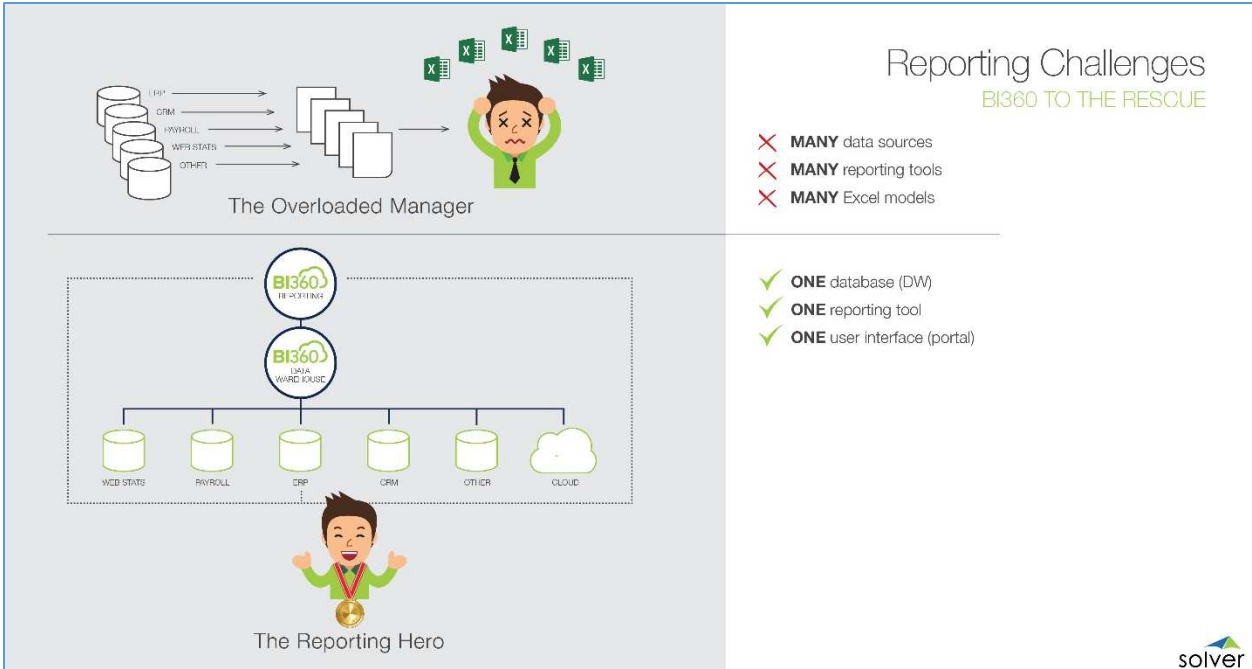 Reporting Challenges
BI360 TO THE RESCUE
ERP
CRM
PAYROLL
WEB STATS
OTHER
X
X
X
X
X
The Overloaded Manager
MANY data sources
MANY reporting tools
MANY Excel models
BI360
REPORTING
BI360
DATA
WAREHOUSE
WEB STATS
PAYROLL
ERP
CRM
OTHER
CLOUD
The Reporting Hero
ONE database (DW)
ONE reporting tool
ONE user interface (portal)
solver